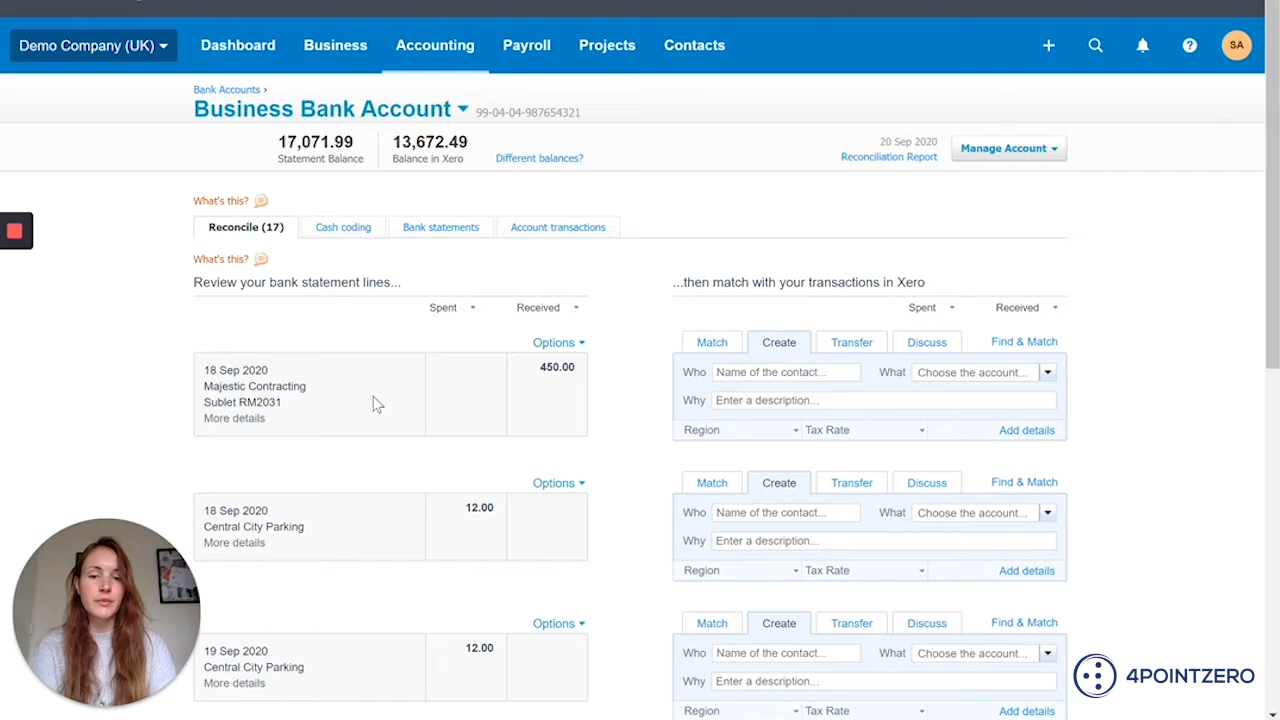 Demo Company (UK)
Dashboard
Business
Accounting
Payroll
Projects
Contacts
SA
Bank Accounts ›
Business Bank Account
99-04-04-987654321
17,071.99
Statement Balance
13,672.49
Balance in Xero
Different balances?
20 Sep 2020
Reconciliation Report
Manage Account
What's this?
Reconcile (17)
Cash coding
Bank statements
Account transactions
What's this?
Review your bank statement lines...
...then match with your transactions in Xero
Spent
Received
Spent
Received
Options
Match
Create
Transfer
Discuss
Find & Match
18 Sep 2020
Majestic Contracting
Sublet RM2031
More details
450.00
Who
Name of the contact...
What
Choose the account...
Why
Enter a description...
Region
Tax Rate
Add details
Options
Match
Create
Transfer
Discuss
Find & Match
18 Sep 2020
Central City Parking
More details
12.00
Who
Name of the contact...
What
Choose the account...
Why
Enter a description...
Region
Tax Rate
Add details
Options
Match
Create
Transfer
Discuss
Find & Match
19 Sep 2020
Central City Parking
More details
12.00
Who
Name of the contact...
What
Choose the account...
Why
Enter a description...
Region
Tax Rate
Add details
4POINTZERO